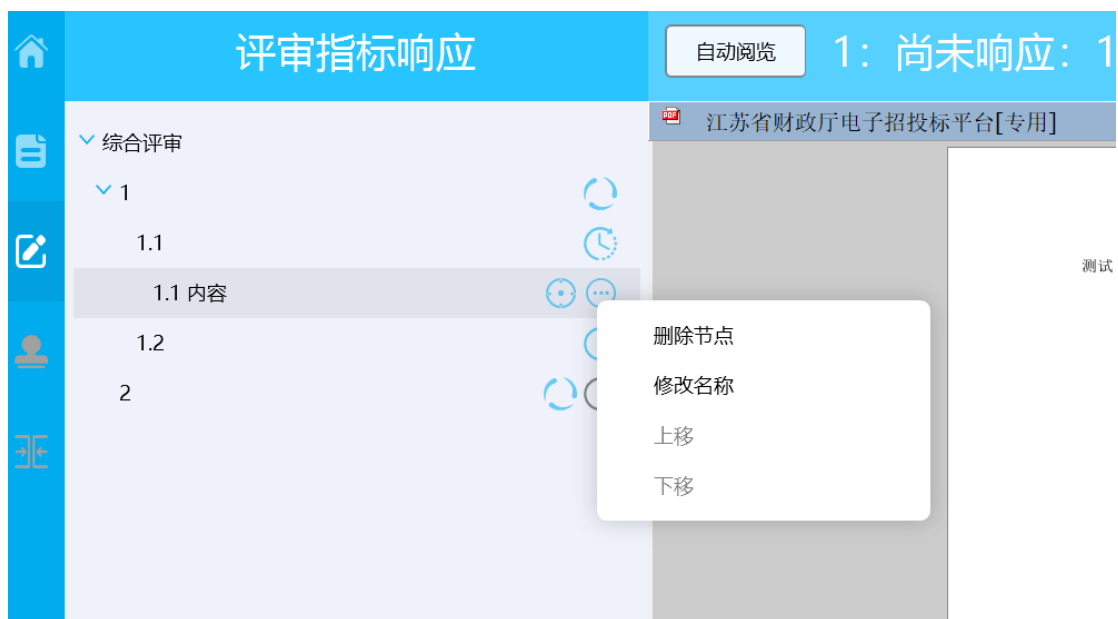 评审指标响应
自动阅览
1：尚未响应：1
江苏省财政厅电子招投标平台[专用]
综合评审
1
1.1
测试
1.1 内容
删除节点
1.2
修改名称
2
上移
下移